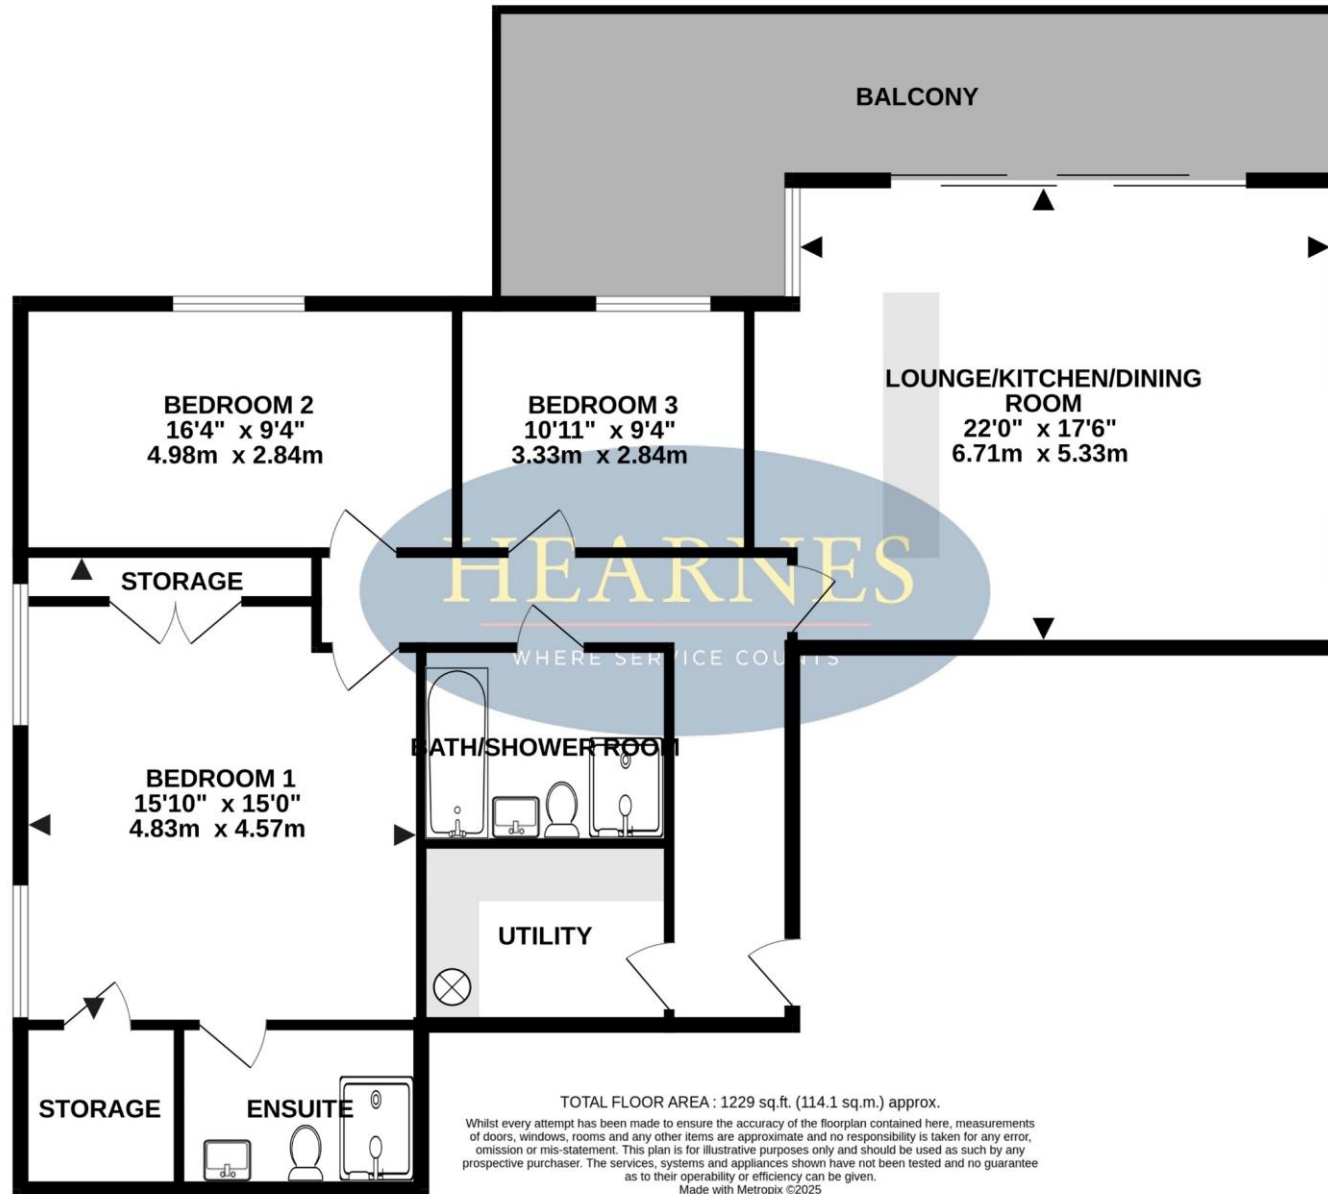 BALCONY
BEDROOM 2
16'4" x 9'4"
4.98m x 2.84m
BEDROOM 3
10'11" x 9'4"
3.33m x 2.84m
LOUNGE/KITCHEN/DINING
ROOM
22'0" x 17'6"
6.71m x 5.33m
STORAGE
HEARNES
WHERE SERVICE COUNTS
BATH/SHOWER ROOM
BEDROOM 1
15'10" x 15'0"
4.83m x 4.57m
UTILITY
STORAGE
ENSUITE
TOTAL FLOOR AREA : 1229 sq.ft. (114.1 sq.m.) approx.
Whilst every attempt has been made to ensure the accuracy of the floorplan contained here, measurements
of doors, windows, rooms and any other items are approximate and no responsibility is taken for any error,
omission or mis-statement. This plan is for illustrative purposes only and should be used as such by any
prospective purchaser. The services, systems and appliances shown have not been tested and no guarantee
as to their operability or efficiency can be given.
Made with Metropix ©2025